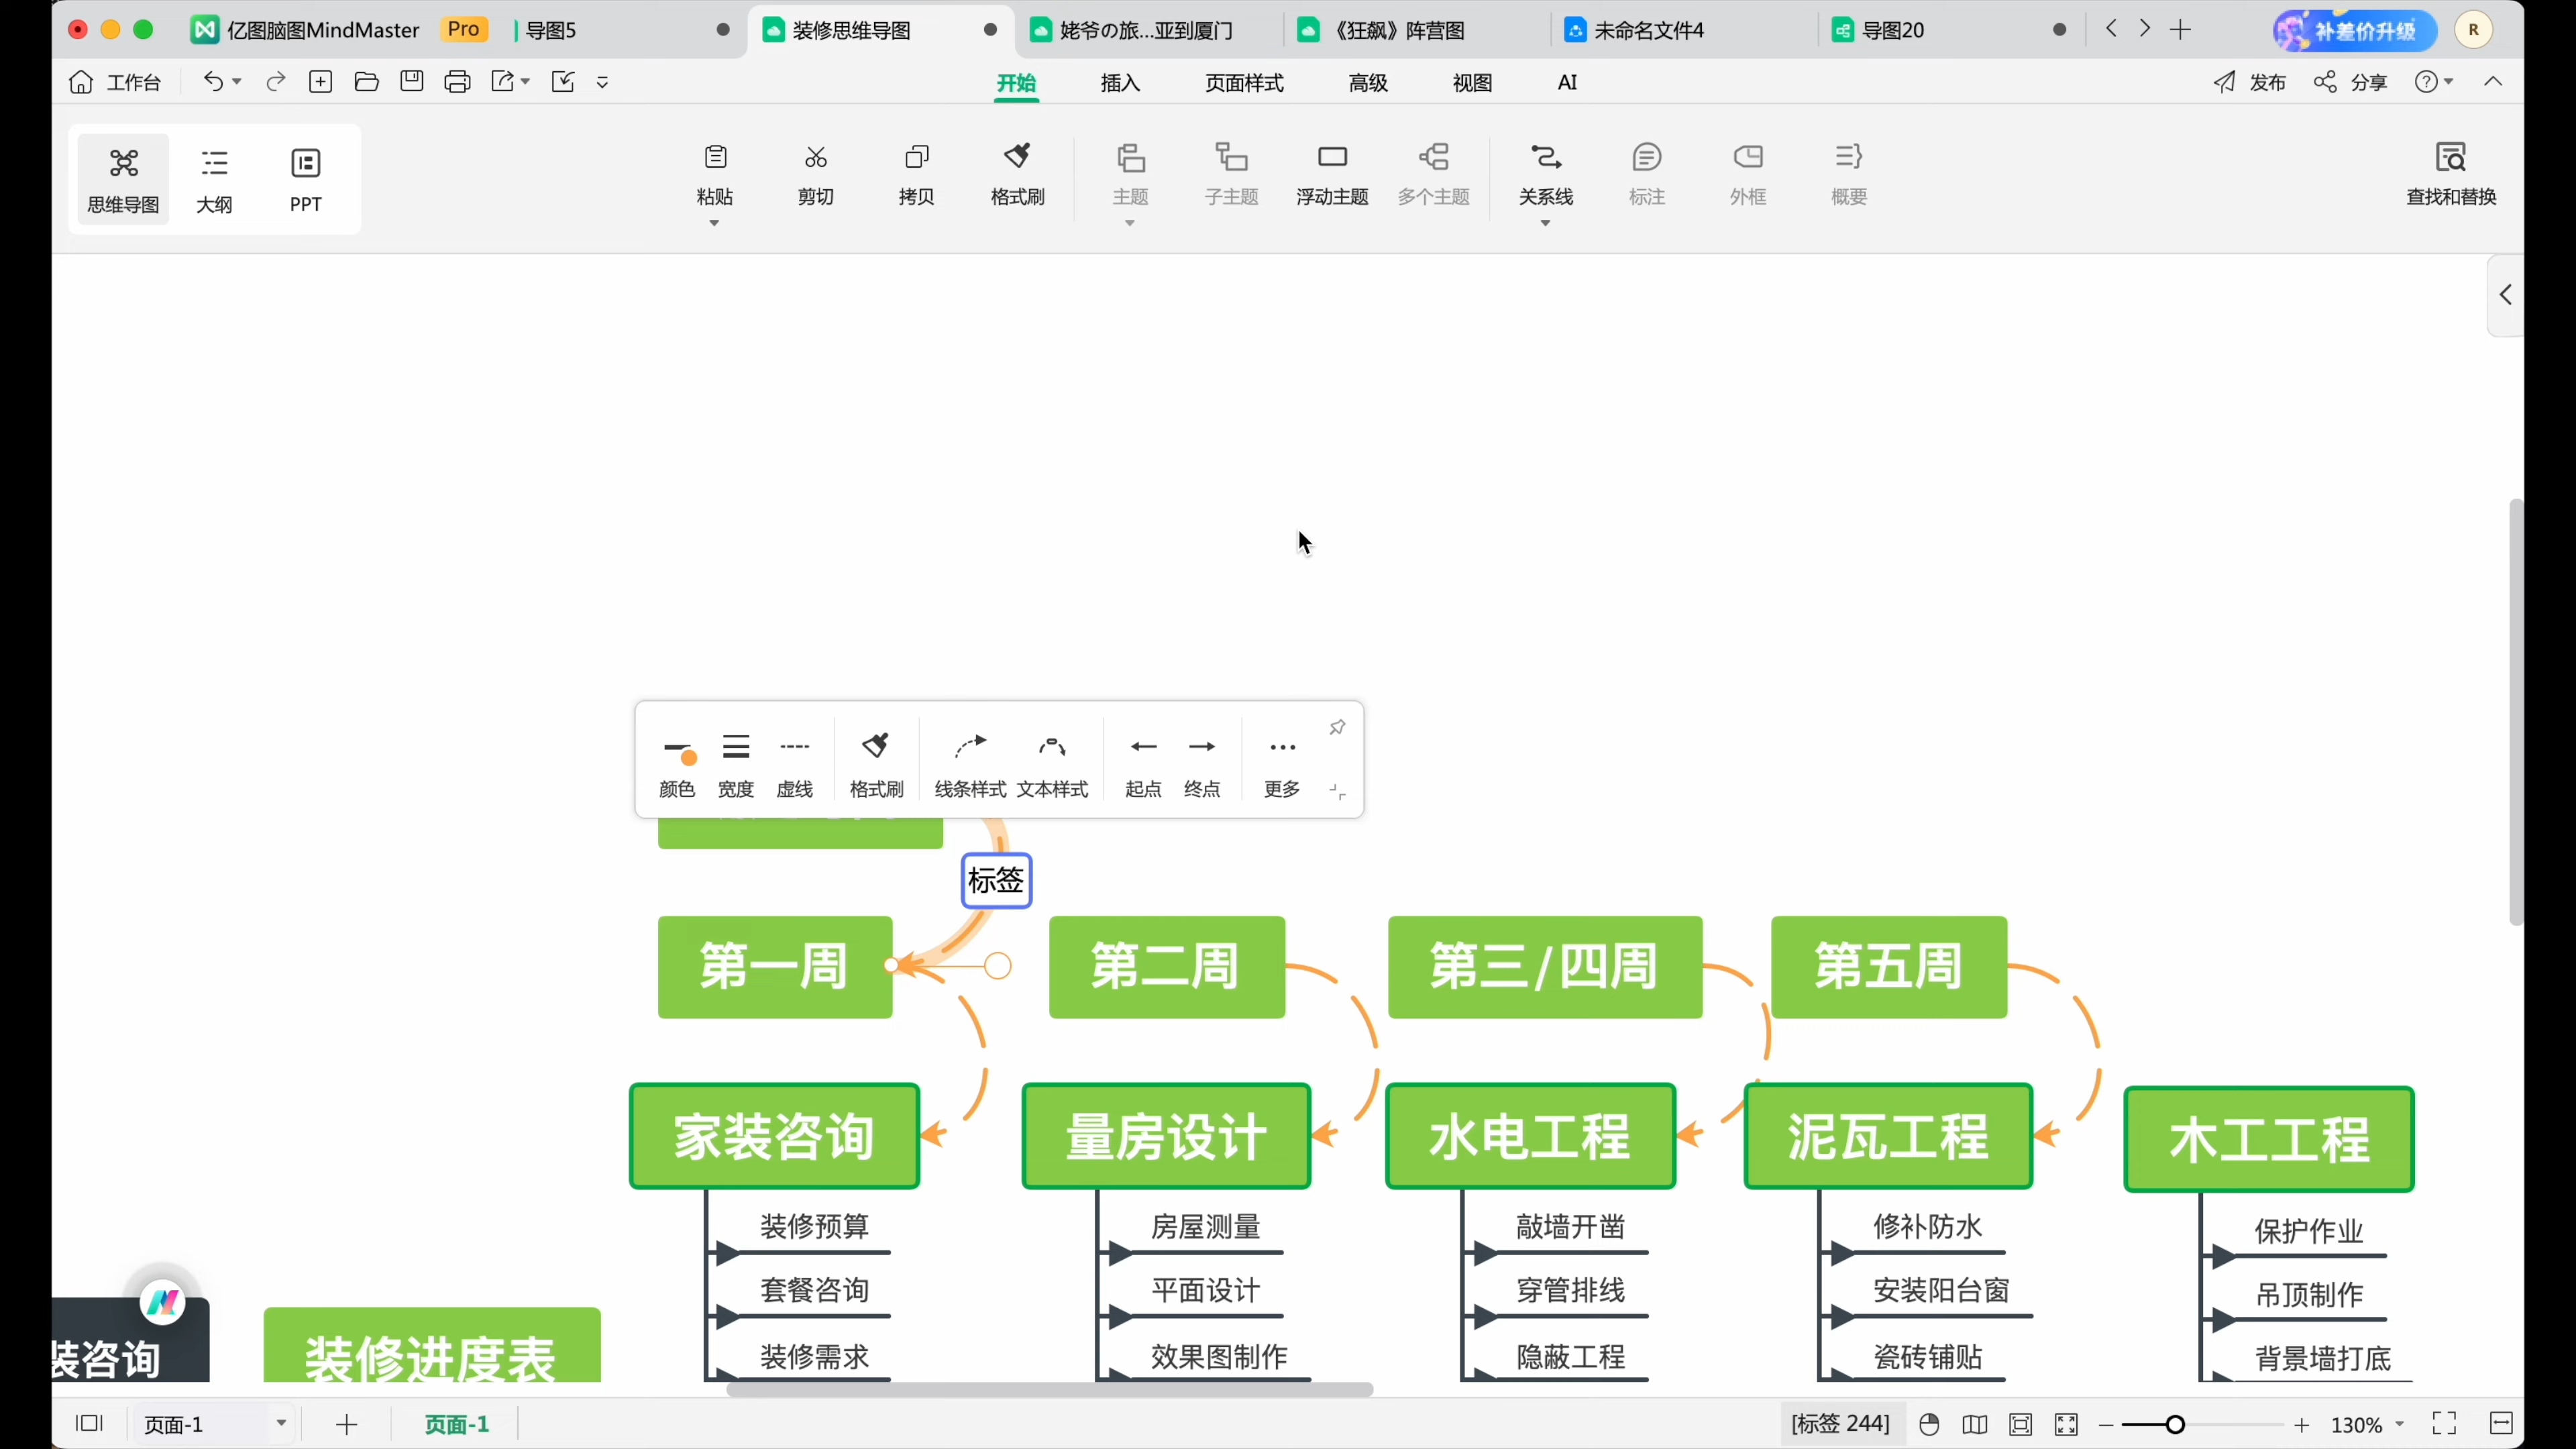 亿图脑图MindMaster Pro 导图5 装修思维导图 姥爷の旅...亚到厦门 《狂飙》阵营图 未命名文件4 导图20 补差价升级 R
工作台 开始 插入 页面样式 高级 视图 AI 发布 分享
思维导图 大纲 PPT 粘贴 剪切 拷贝 格式刷 主题 子主题 浮动主题 多个主题 关系线 标注 外框 概要 查找和替换
颜色 宽度 虚线 格式刷 线条样式 文本样式 起点 终点 更多
标签
第一周 第二周 第三/四周 第五周
家装咨询 量房设计 水电工程 泥瓦工程 木工工程
装修预算 房屋测量 敲墙开凿 修补防水 保护作业
套餐咨询 平面设计 穿管排线 安装阳台窗 吊顶制作
装咨询 装修进度表 装修需求 效果图制作 隐蔽工程 瓷砖铺贴 背景墙打底
页面-1 页面-1 [标签 244] 130%